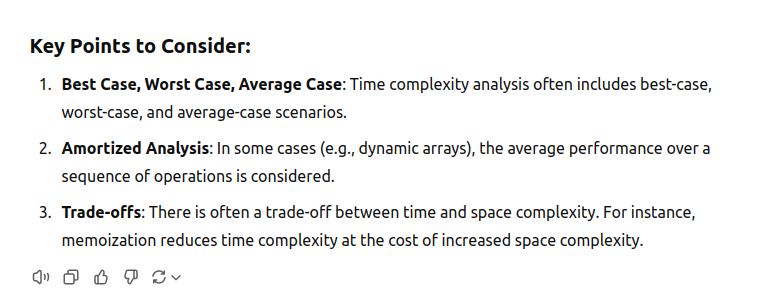 Key Points to Consider:
1. Best Case, Worst Case, Average Case: Time complexity analysis often includes best-case,
worst-case, and average-case scenarios.
2. Amortized Analysis: In some cases (e.g., dynamic arrays), the average performance over a
sequence of operations is considered.
3. Trade-offs: There is often a trade-off between time and space complexity. For instance,
memoization reduces time complexity at the cost of increased space complexity.